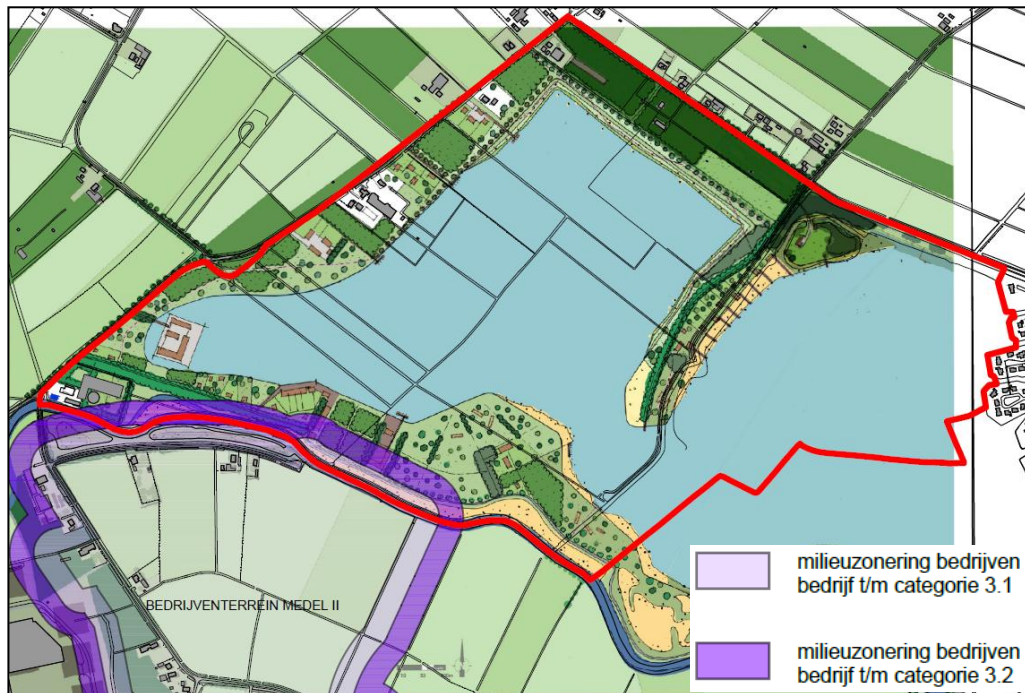 BEDRIJVENTERREIN MEDEL II
milieuzonering bedrijven
bedrijf t/m categorie 3.1
milieuzonering bedrijven
bedrijf t/m categorie 3.2